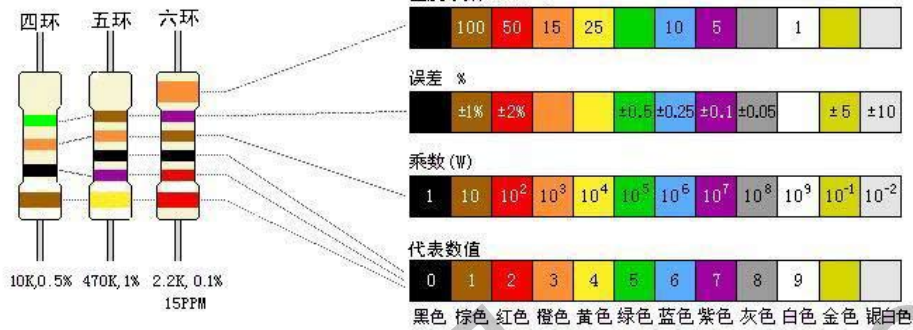 四环 五环 六环
100 50 15 25 10 5 1
误差 %
±1% ±2% ±0.5 ±0.25 ±0.1 ±0.05 ±5 ±10
乘数(W)
1 10 10² 10³ 10⁴ 10⁵ 10⁶ 10⁷ 10⁸ 10⁹ 10⁻¹ 10⁻²
代表数值
0 1 2 3 4 5 6 7 8 9
黑色 棕色 红色 橙色 黄色 绿色 蓝色 紫色 灰色 白色 金色 银白色
10K,0.5% 470K,1% 2.2K, 0.1%
15PPM